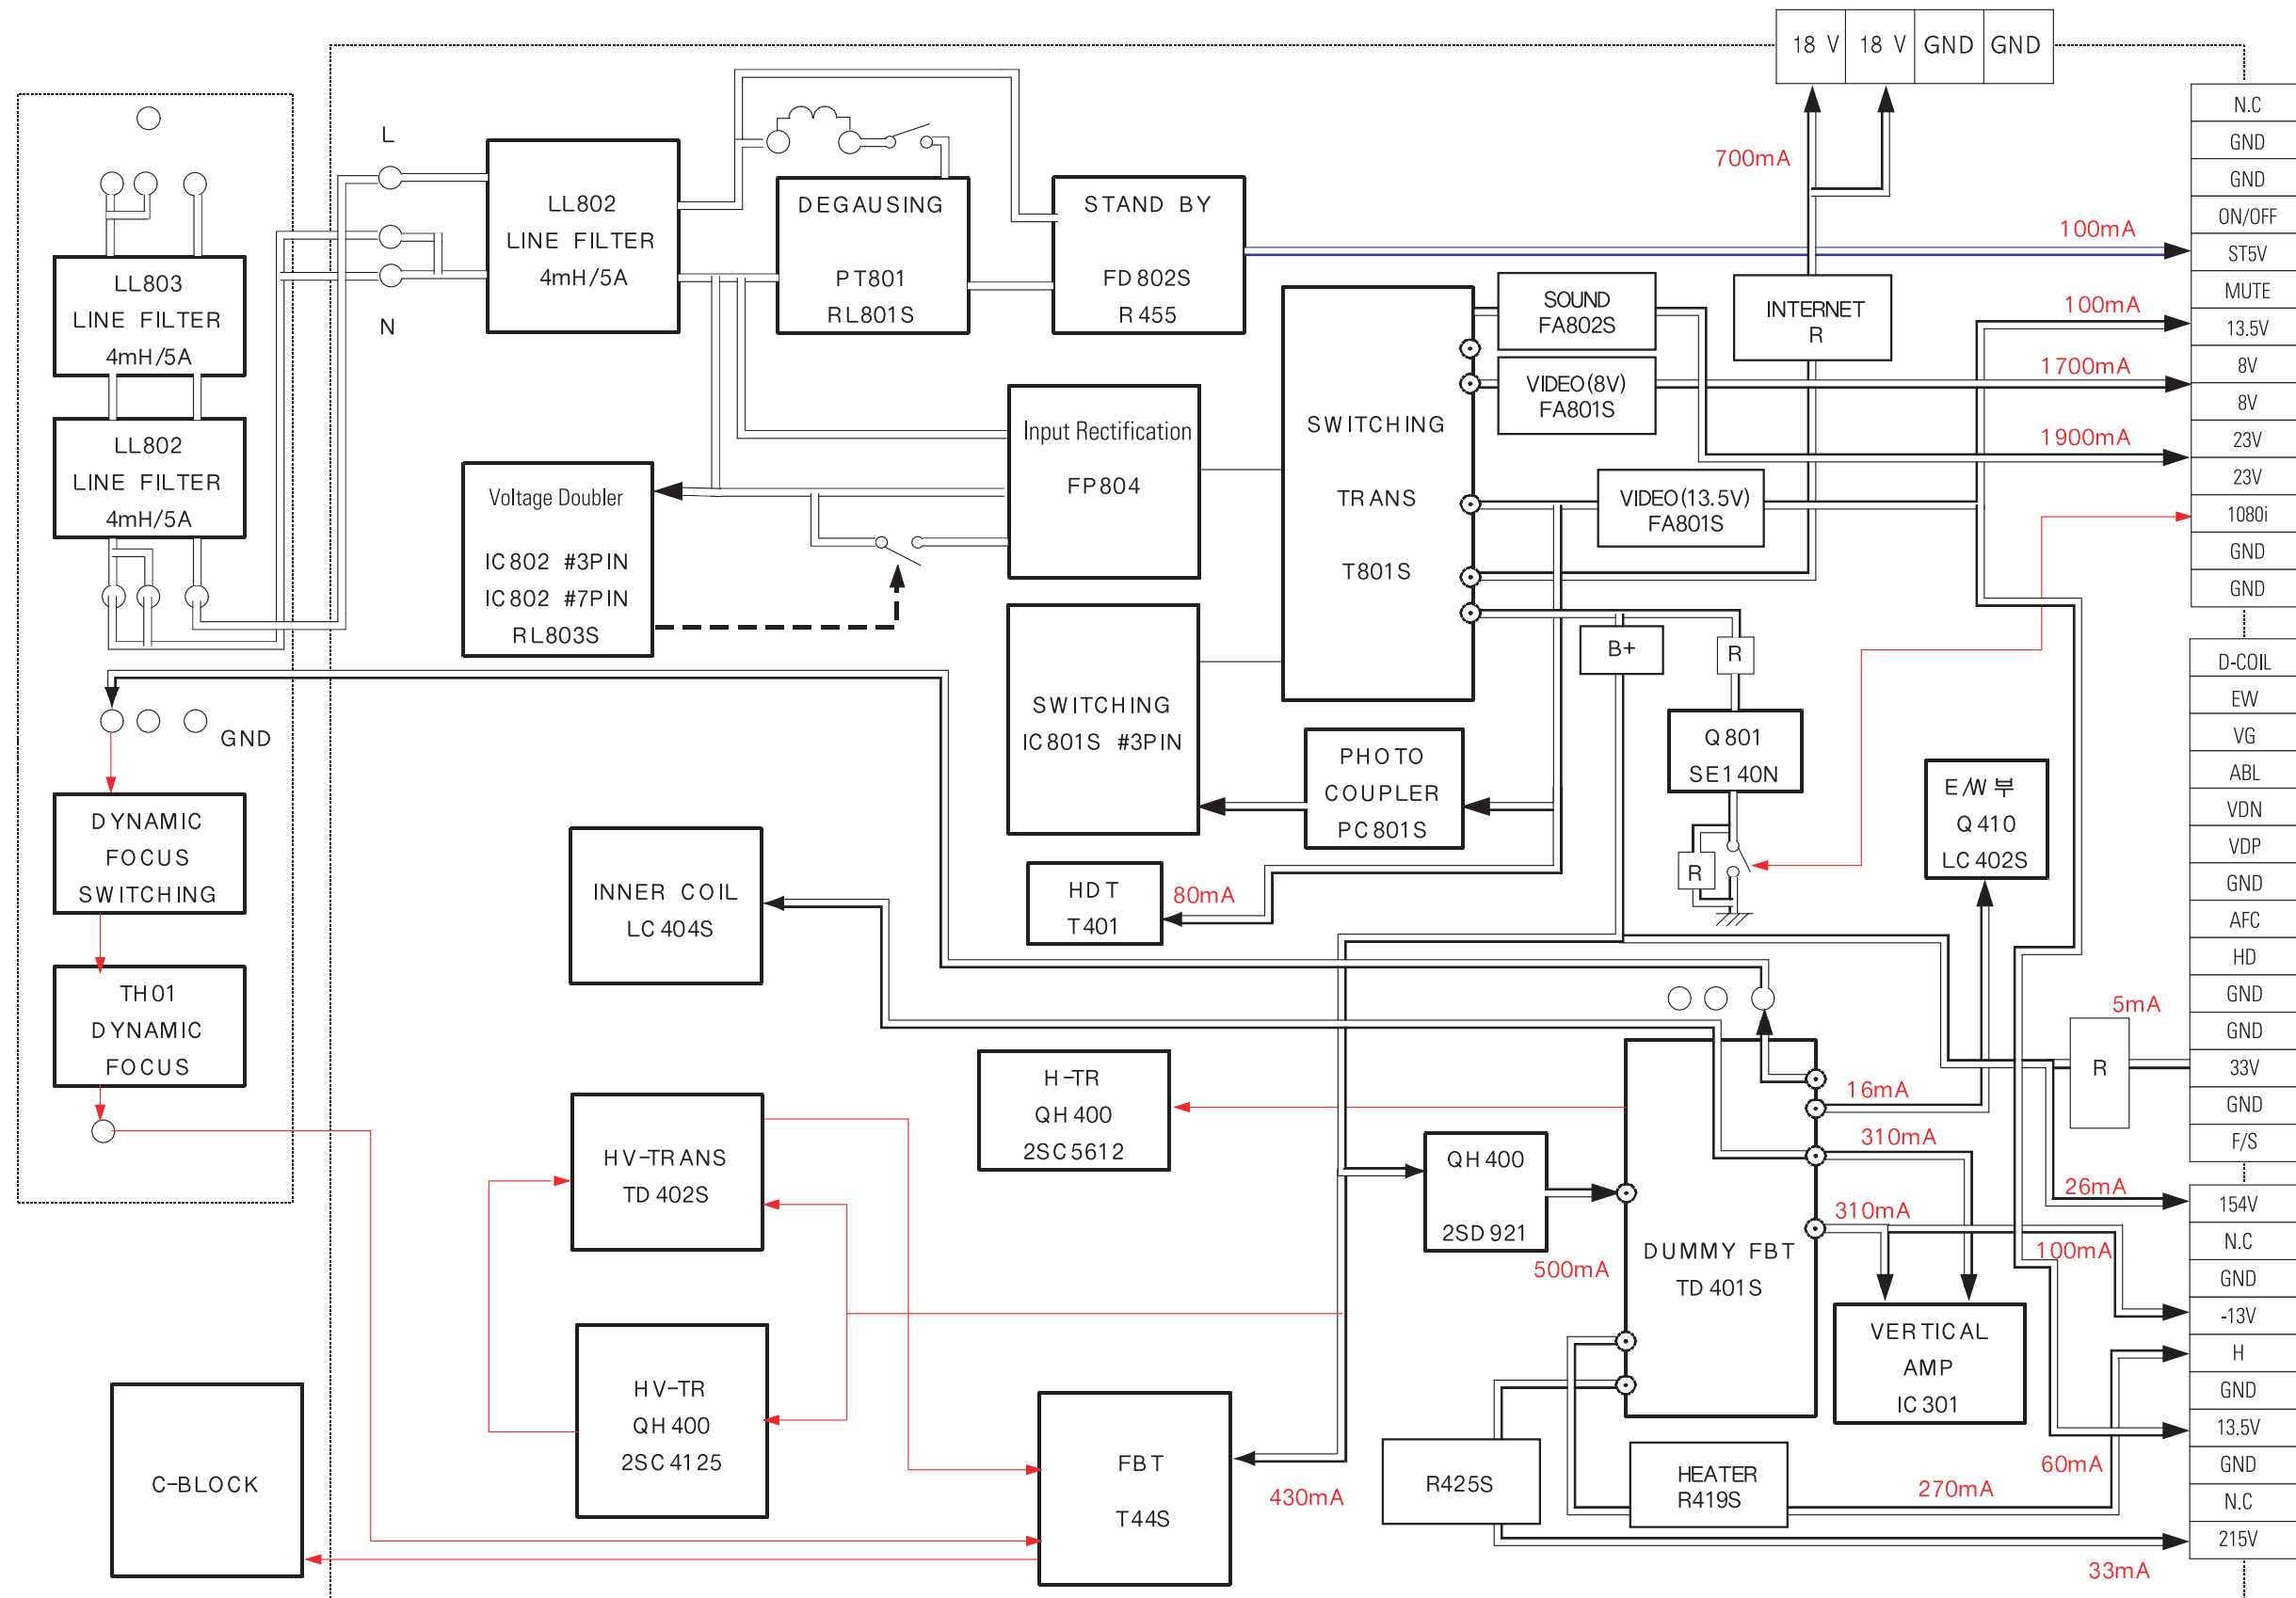 18 V
18 V
GND
GND
N.C
GND
GND
ON/OFF
ST5V
MUTE
13.5V
8V
8V
23V
23V
1080i
GND
GND
D-COIL
EW
VG
ABL
VDN
VDP
GND
AFC
HD
GND
GND
33V
GND
F/S
154V
N.C
GND
-13V
H
GND
13.5V
GND
N.C
215V
L
N
LL803
LINE FILTER
4mH/5A
LL802
LINE FILTER
4mH/5A
GND
DYNAMIC
FOCUS
SWITCHING
TH01
DYNAMIC
FOCUS
C-BLOCK
LL802
LINE FILTER
4mH/5A
DEGAUSING
PT801
RL801S
STAND BY
FD802S
R455
Voltage Doubler
IC802 #3PIN
IC802 #7PIN
RL803S
Input Rectification
FP804
SWITCHING
IC801S #3PIN
SWITCHING
TRANS
T801S
SOUND
FA802S
VIDEO(8V)
FA801S
VIDEO(13.5V)
FA801S
INTERNET
R
700mA
100mA
100mA
1700mA
1900mA
B+
R
Q801
SE140N
R
E/W부
Q410
LC402S
PHOTO
COUPLER
PC801S
HDT
T401
80mA
INNER COIL
LC404S
H-TR
QH400
2SC5612
HV-TRANS
TD402S
HV-TR
QH400
2SC4125
FBT
T44S
430mA
QH400
2SD921
500mA
DUMMY FBT
TD401S
16mA
310mA
310mA
5mA
R
26mA
100mA
VERTICAL
AMP
IC301
R425S
HEATER
R419S
60mA
270mA
33mA